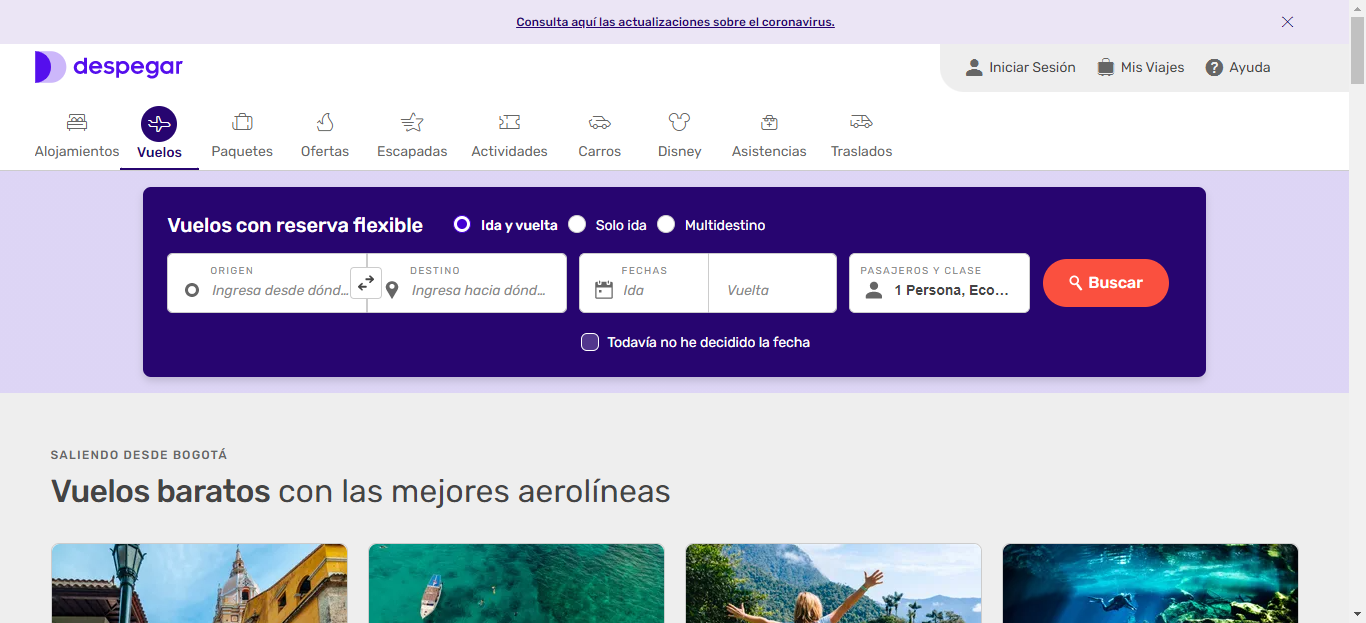 Consulta aquí las actualizaciones sobre el coronavirus.
despegar
Iniciar Sesión
Mis Viajes
Ayuda
Alojamientos
Vuelos
Paquetes
Ofertas
Escapadas
Actividades
Carros
Disney
Asistencias
Traslados
Vuelos con reserva flexible
Ida y vuelta
Solo ida
Multidestino
ORIGEN
Ingresa desde dónd...
DESTINO
Ingresa hacia dónd...
FECHAS
Ida
Vuelta
PASAJEROS Y CLASE
1 Persona, Eco...
Buscar
Todavía no he decidido la fecha
SALIENDO DESDE BOGOTÁ
Vuelos baratos con las mejores aerolíneas